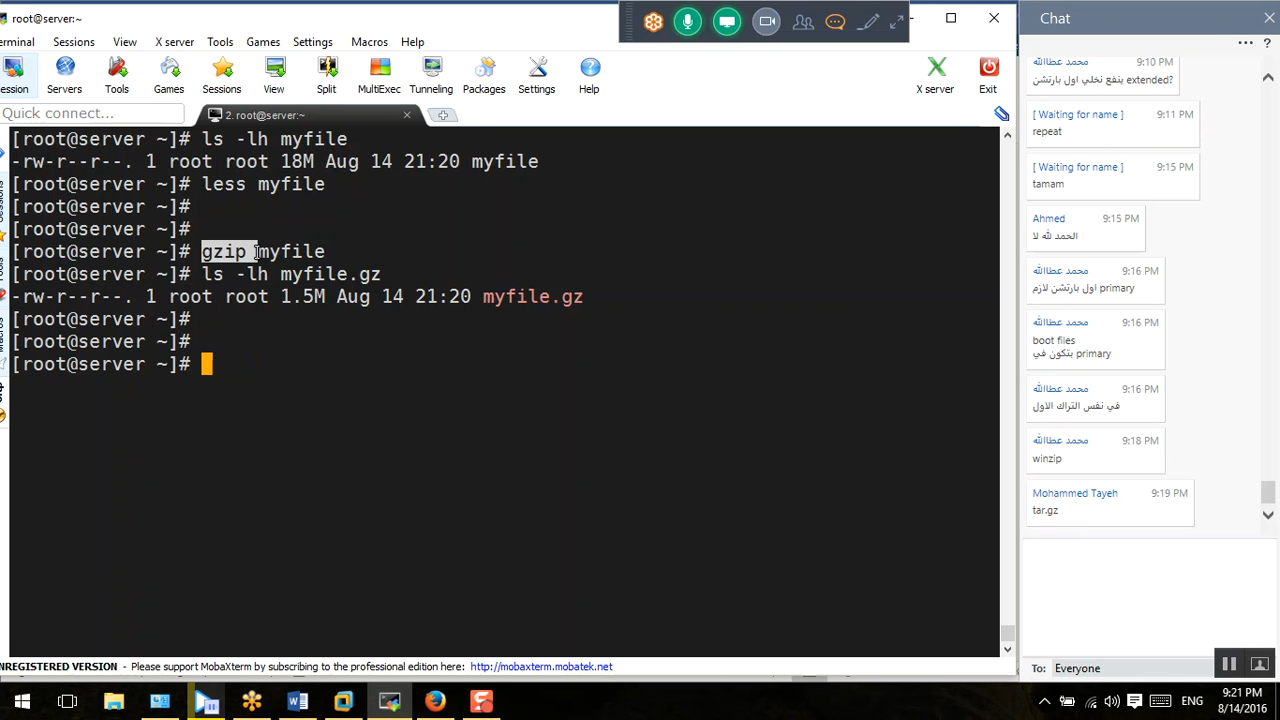 [root@server:~
Chat
erminal
Sessions
View
X server
Tools
Games
Settings
Macros
Help
ession
Servers
Tools
Games
Sessions
View
Split
MultiExec
Tunneling
Packages
Settings
Help
X server
Exit
Quick connect...
2. root@server:~
[root@server ~]# ls -lh myfile
-rw-r--r--. 1 root root 18M Aug 14 21:20 myfile
[root@server ~]# less myfile
[root@server ~]#
[root@server ~]#
[root@server ~]# gzip myfile
[root@server ~]# ls -lh myfile.gz
-rw-r--r--. 1 root root 1.5M Aug 14 21:20 myfile.gz
[root@server ~]#
[root@server ~]#
[root@server ~]#
Sessions
Tools
Macros
محمد عطاالله 9:10 PM
ينفع نخلي اول بارتشن extended?
[ Waiting for name ] 9:11 PM
repeat
[ Waiting for name ] 9:15 PM
tamam
Ahmed 9:15 PM
الحمد لله لا
محمد عطاالله 9:16 PM
اول بارتشن لازم primary
محمد عطاالله 9:16 PM
boot files
بتكون في primary
محمد عطاالله 9:16 PM
في نفس التراك الاول
محمد عطاالله 9:18 PM
winzip
Mohammed Tayeh 9:19 PM
tar.gz
To: Everyone
NREGISTERED VERSION - Please support MobaXterm by subscribing to the professional edition here: http://mobaxterm.mobatek.net
ENG
9:21 PM
8/14/2016